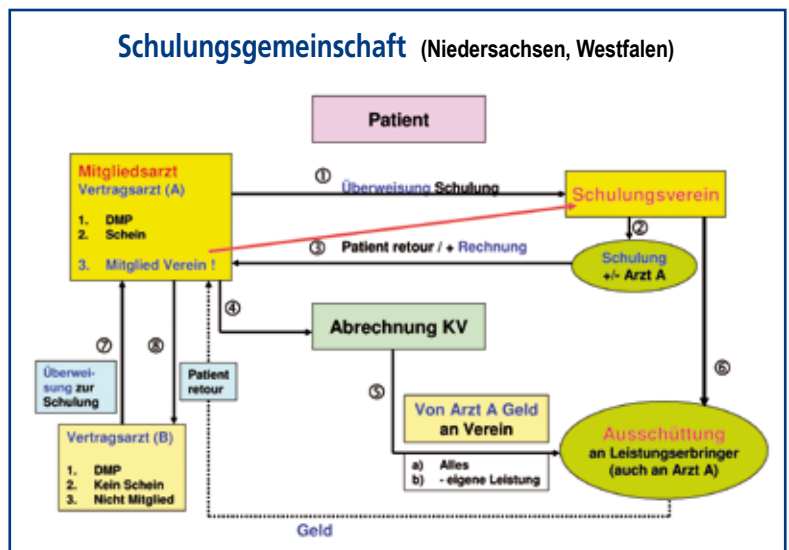 Schulungsgemeinschaft (Niedersachsen, Westfalen)
Patient
Mitgliedsarzt
Vertragsarzt (A)
1. DMP
2. Schein
3. Mitglied Verein !
①
Überweisung Schulung
Schulungsverein
②
③ Patient retour / + Rechnung
Schulung
+/- Arzt A
④
Abrechnung KV
⑦
⑧
Überwei-
sung zur
Schulung
Patient
retour
⑤
⑥
Von Arzt A Geld
an Verein
a) Alles
b) - eigene Leistung
Ausschüttung
an Leistungserbringer
(auch an Arzt A)
Vertragsarzt (B)
1. DMP
2. Kein Schein
3. Nicht Mitglied
Geld